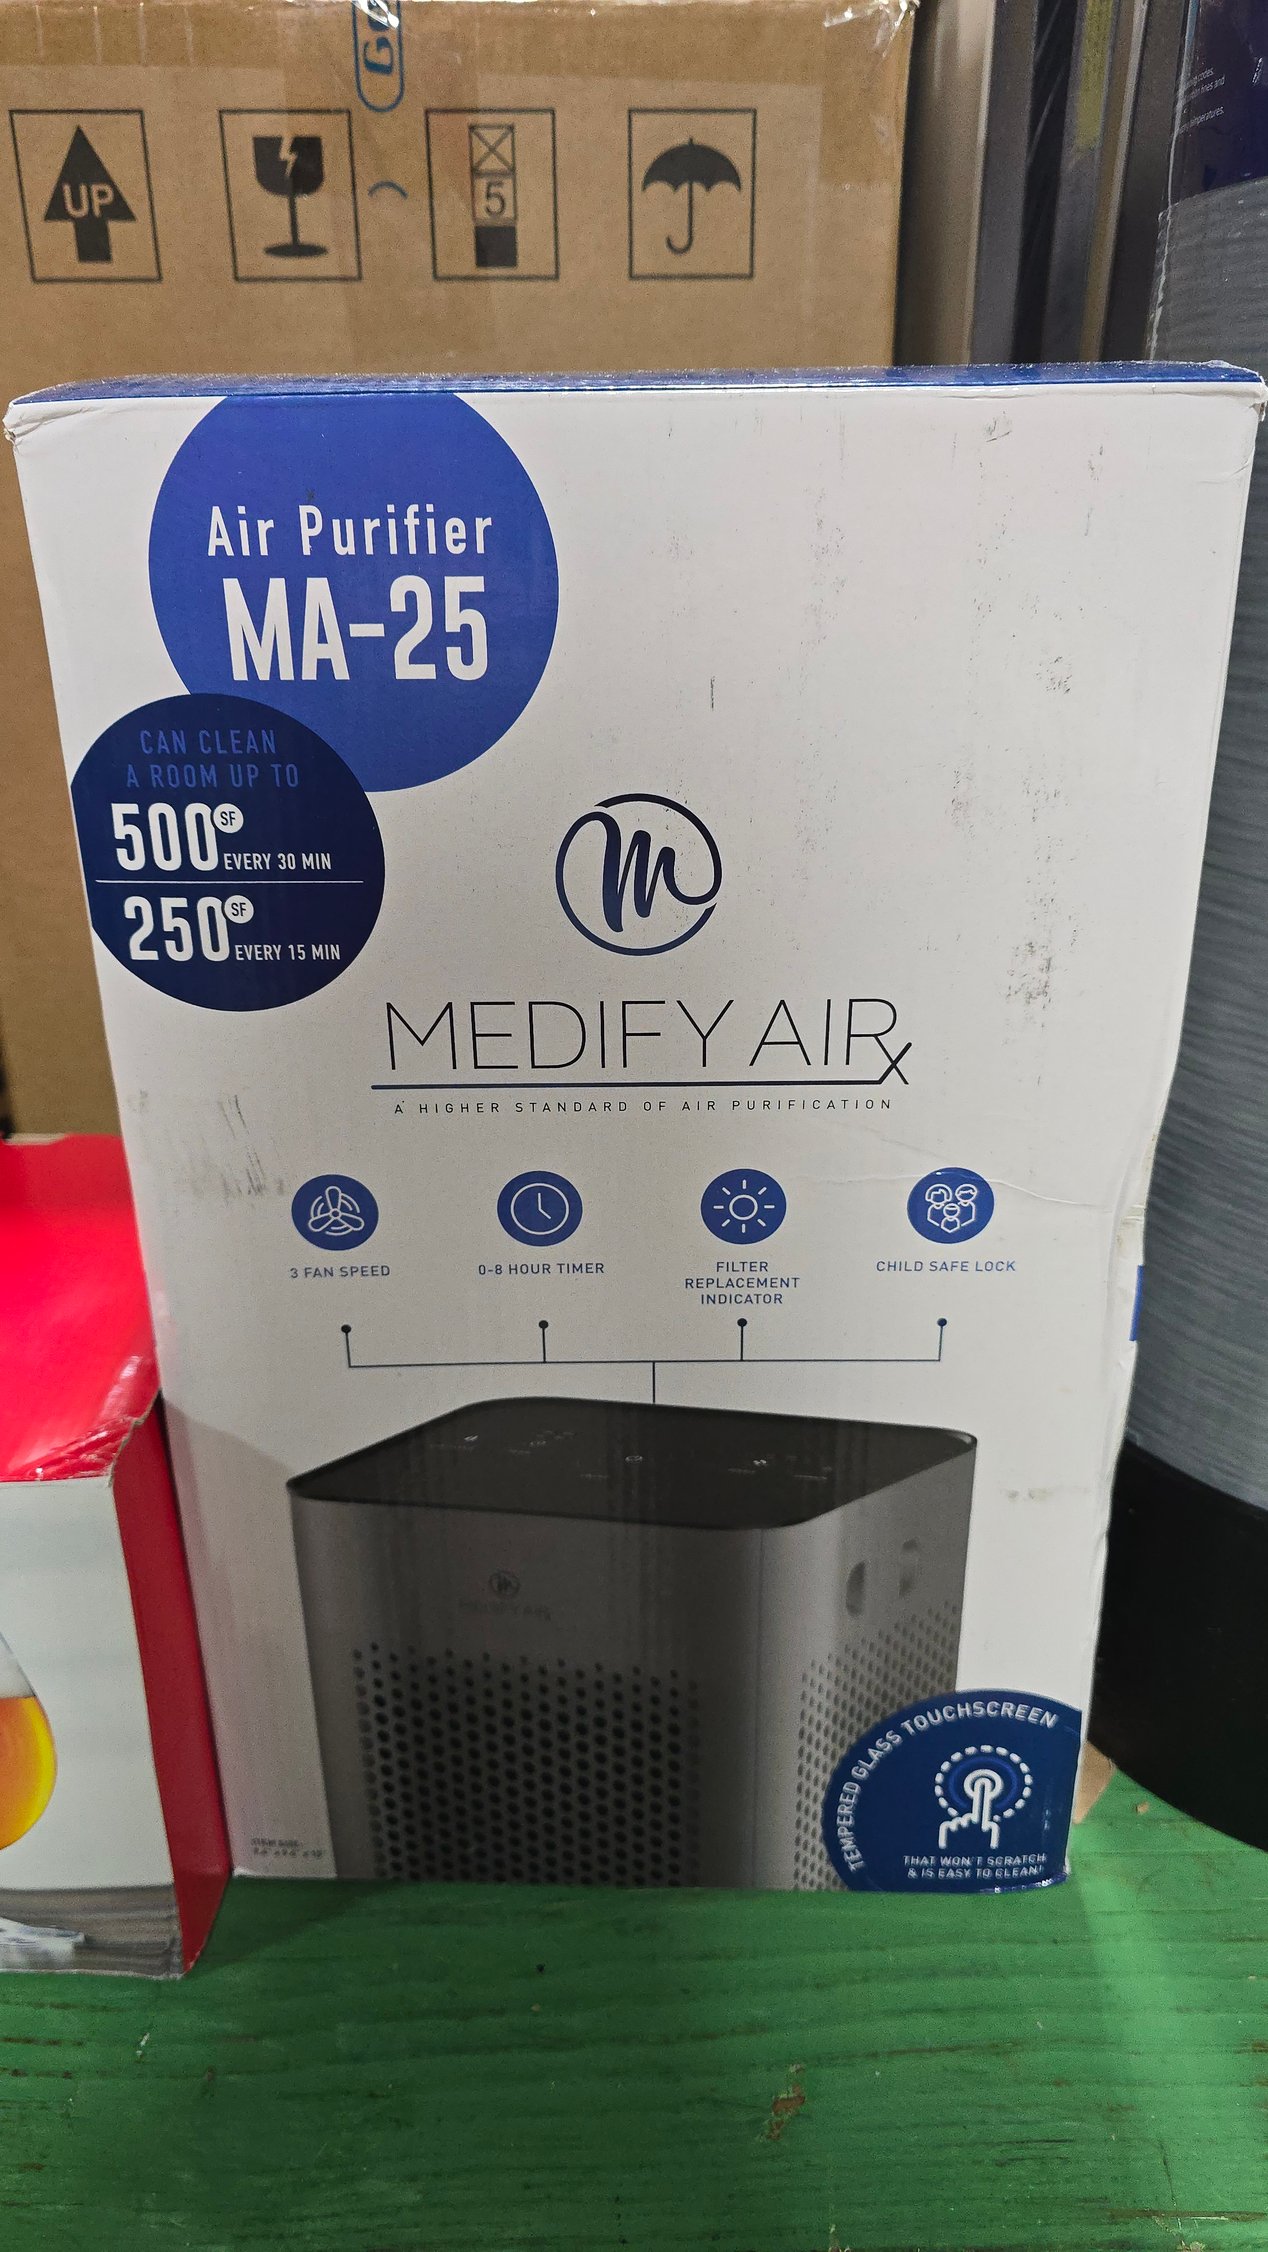 UP
5
Air Purifier
MA-25
CAN CLEAN
A ROOM UP TO
500 SF EVERY 30 MIN
250 SF EVERY 15 MIN
m
MEDIFY AIRx
A HIGHER STANDARD OF AIR PURIFICATION
3 FAN SPEED
0-8 HOUR TIMER
FILTER
REPLACEMENT
INDICATOR
CHILD SAFE LOCK
MEDIFY AIR
TEMPERED GLASS TOUCHSCREEN
THAT WON'T SCRATCH
& IS EASY TO CLEAN!